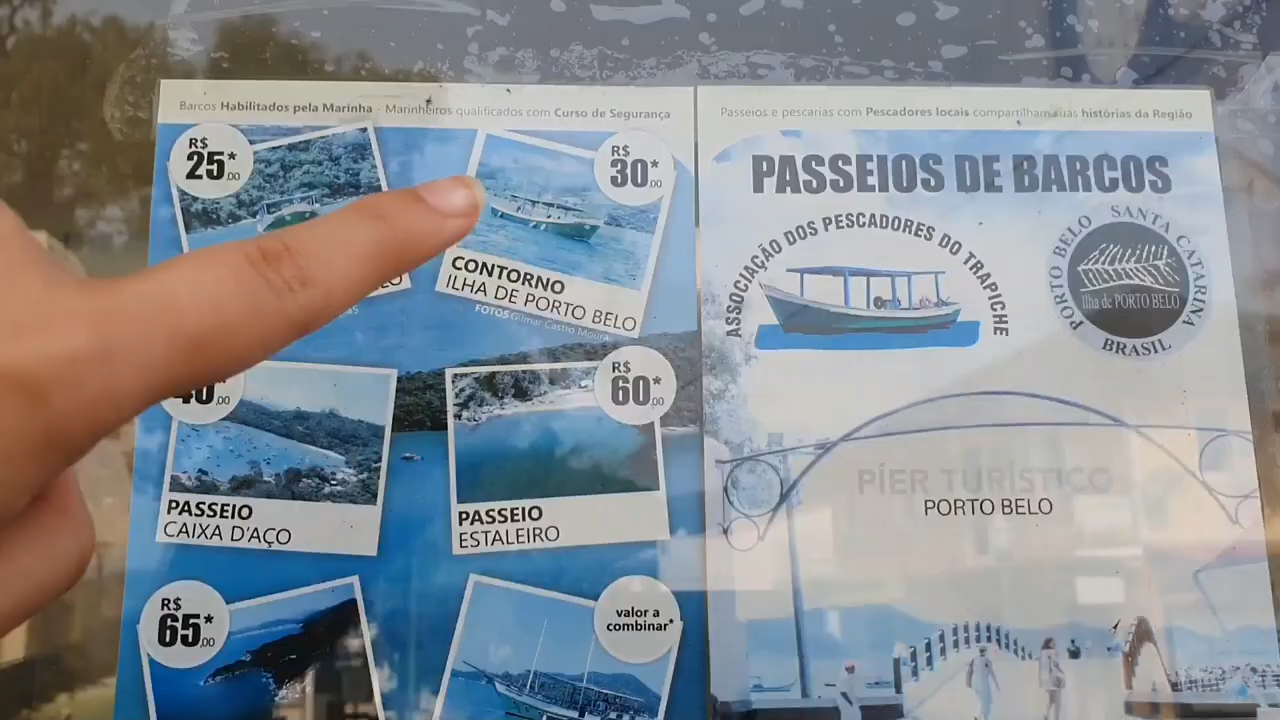 Barcos Habilitados pela Marinha - Marinheiros qualificados com Curso de Segurança
R$
25*,00
R$
30*,00
CONTORNO
ILHA DE PORTO BELO
FOTOS Gilmar Castro Moura
R$
60*,00
PASSEIO
CAIXA D'AÇO
PASSEIO
ESTALEIRO
R$
65*,00
valor a
combinar*
Passeios e pescarias com Pescadores locais compartilham suas histórias da Região
PASSEIOS DE BARCOS
ASSOCIAÇÃO DOS PESCADORES DO TRAPICHE
PORTO BELO SANTA CATARINA
Ilha de PORTO BELO
BRASIL
PÍER TURÍSTICO
PORTO BELO